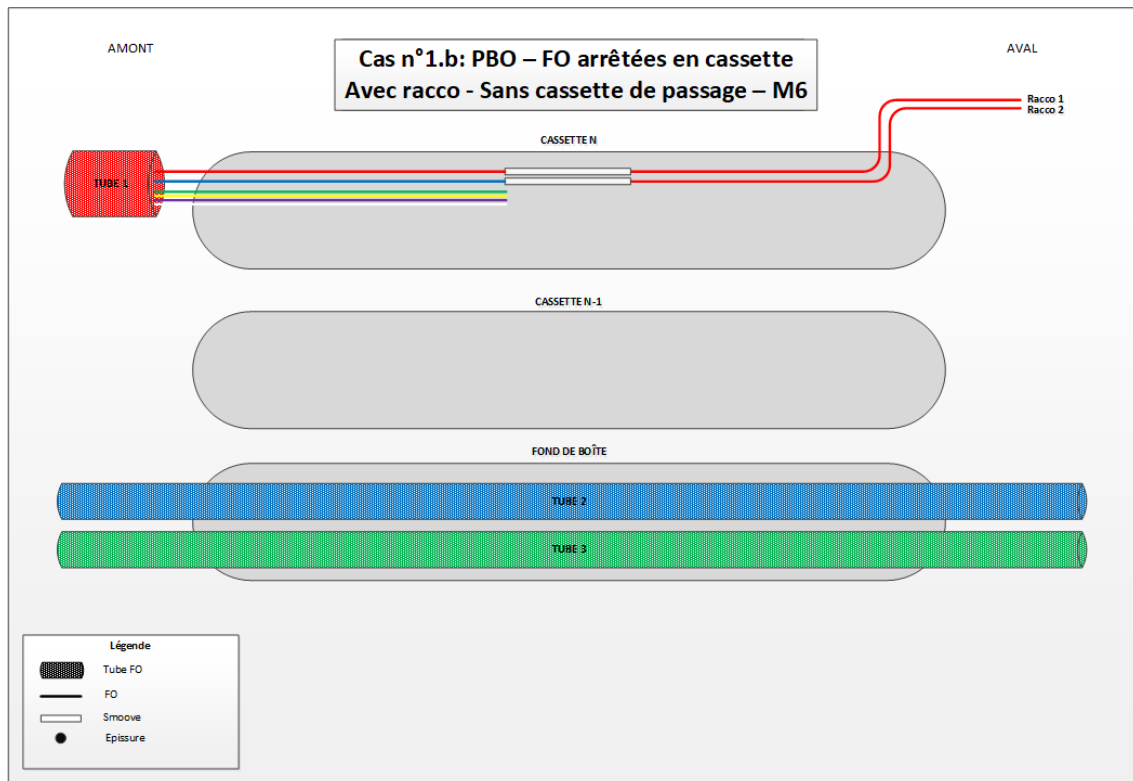 AMONT
Cas n°1.b: PBO – FO arrêtées en cassette
Avec racco - Sans cassette de passage – M6
AVAL
Racco 1
Racco 2
CASSETTE N
TUBE 1
CASSETTE N-1
FOND DE BOÎTE
TUBE 2
TUBE 3
Légende
Tube FO
FO
Smoove
Epissure